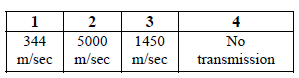 1 2 3 4
344 5000 1450 No
m/sec m/sec m/sec transmission